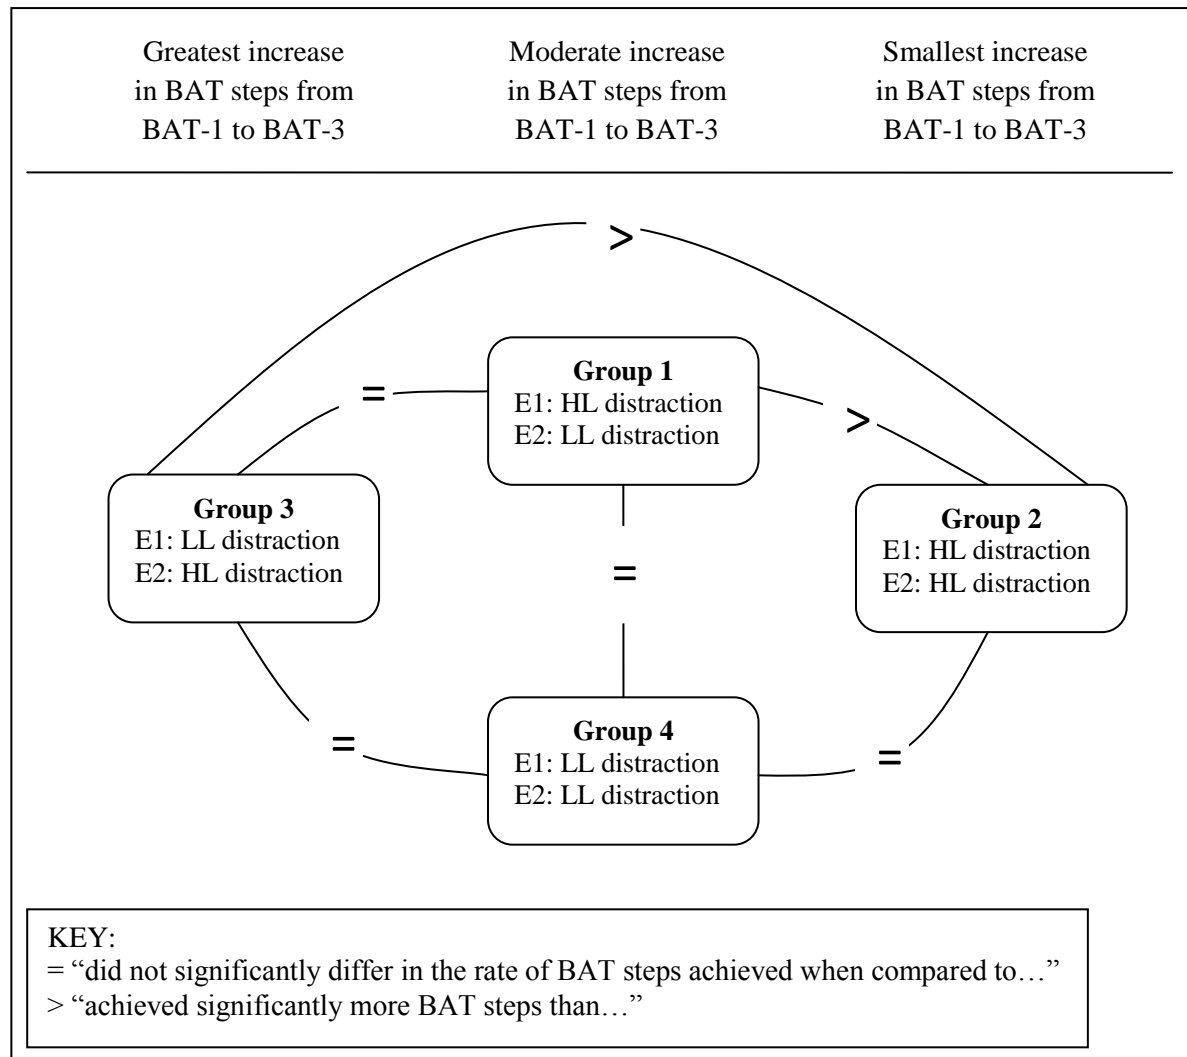 Greatest increase
in BAT steps from
BAT-1 to BAT-3
Moderate increase
in BAT steps from
BAT-1 to BAT-3
Smallest increase
in BAT steps from
BAT-1 to BAT-3
>
Group 1
E1: HL distraction
E2: LL distraction
=
>
Group 3
E1: LL distraction
E2: HL distraction
Group 2
E1: HL distraction
E2: HL distraction
=
Group 4
E1: LL distraction
E2: LL distraction
=
=
KEY:
= “did not significantly differ in the rate of BAT steps achieved when compared to…”
> “achieved significantly more BAT steps than…”